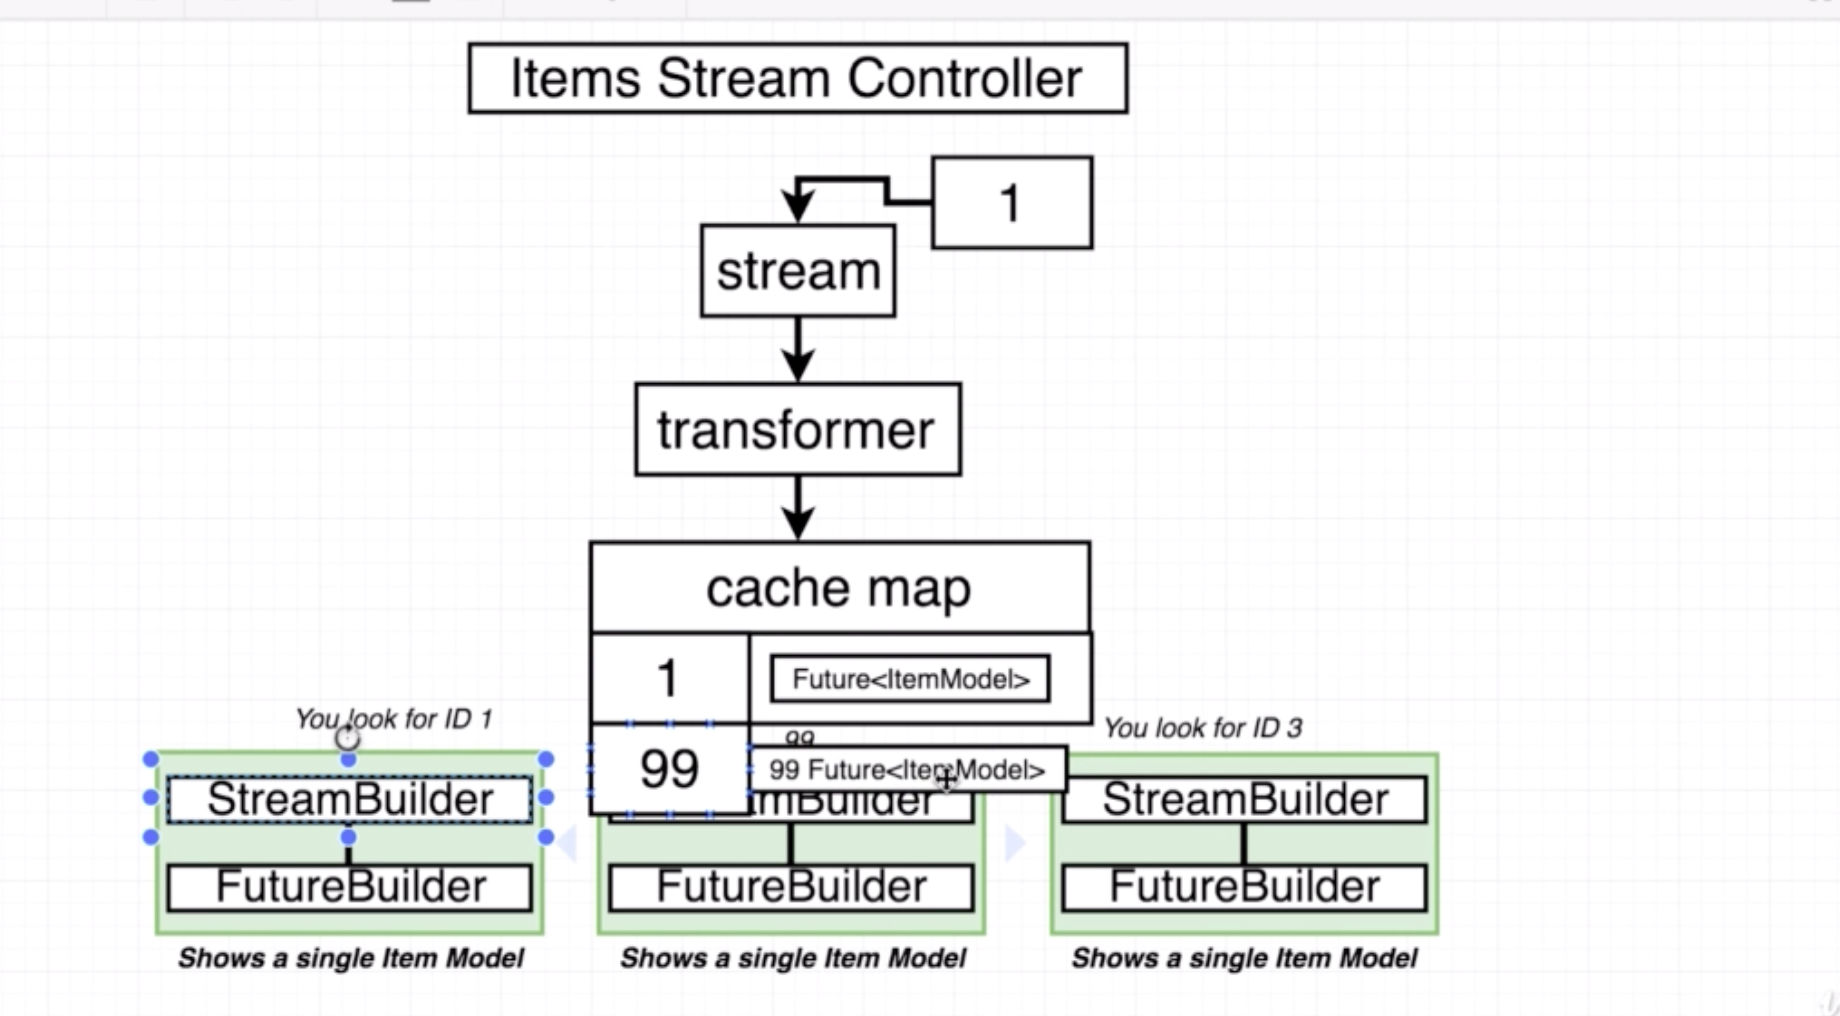 Items Stream Controller
1
stream
transformer
cache map
1
Future<ItemModel>
You look for ID 1
99
99
99 Future<ItemModel>
You look for ID 3
StreamBuilder
mBuilder
StreamBuilder
FutureBuilder
FutureBuilder
FutureBuilder
Shows a single Item Model
Shows a single Item Model
Shows a single Item Model